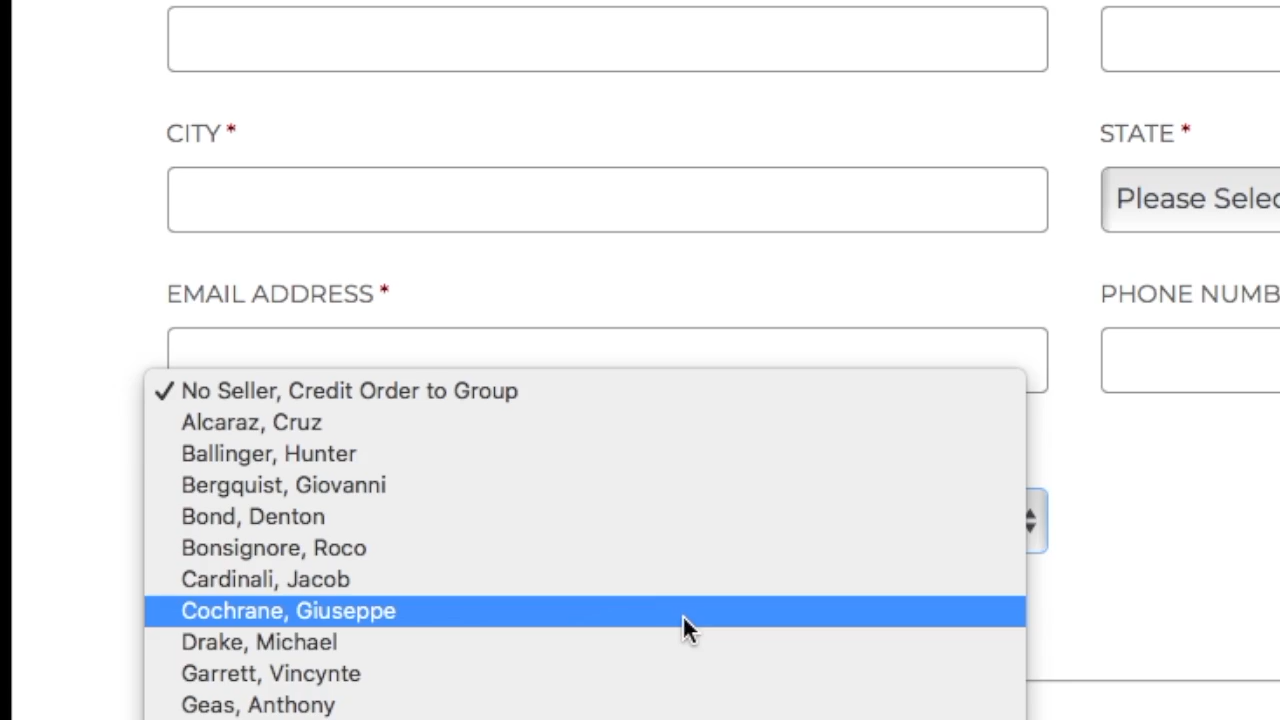 CITY *
STATE *
Please Selec
EMAIL ADDRESS *
PHONE NUMB
✓ No Seller, Credit Order to Group
Alcaraz, Cruz
Ballinger, Hunter
Bergquist, Giovanni
Bond, Denton
Bonsignore, Roco
Cardinali, Jacob
Cochrane, Giuseppe
Drake, Michael
Garrett, Vincynte
Geas, Anthony